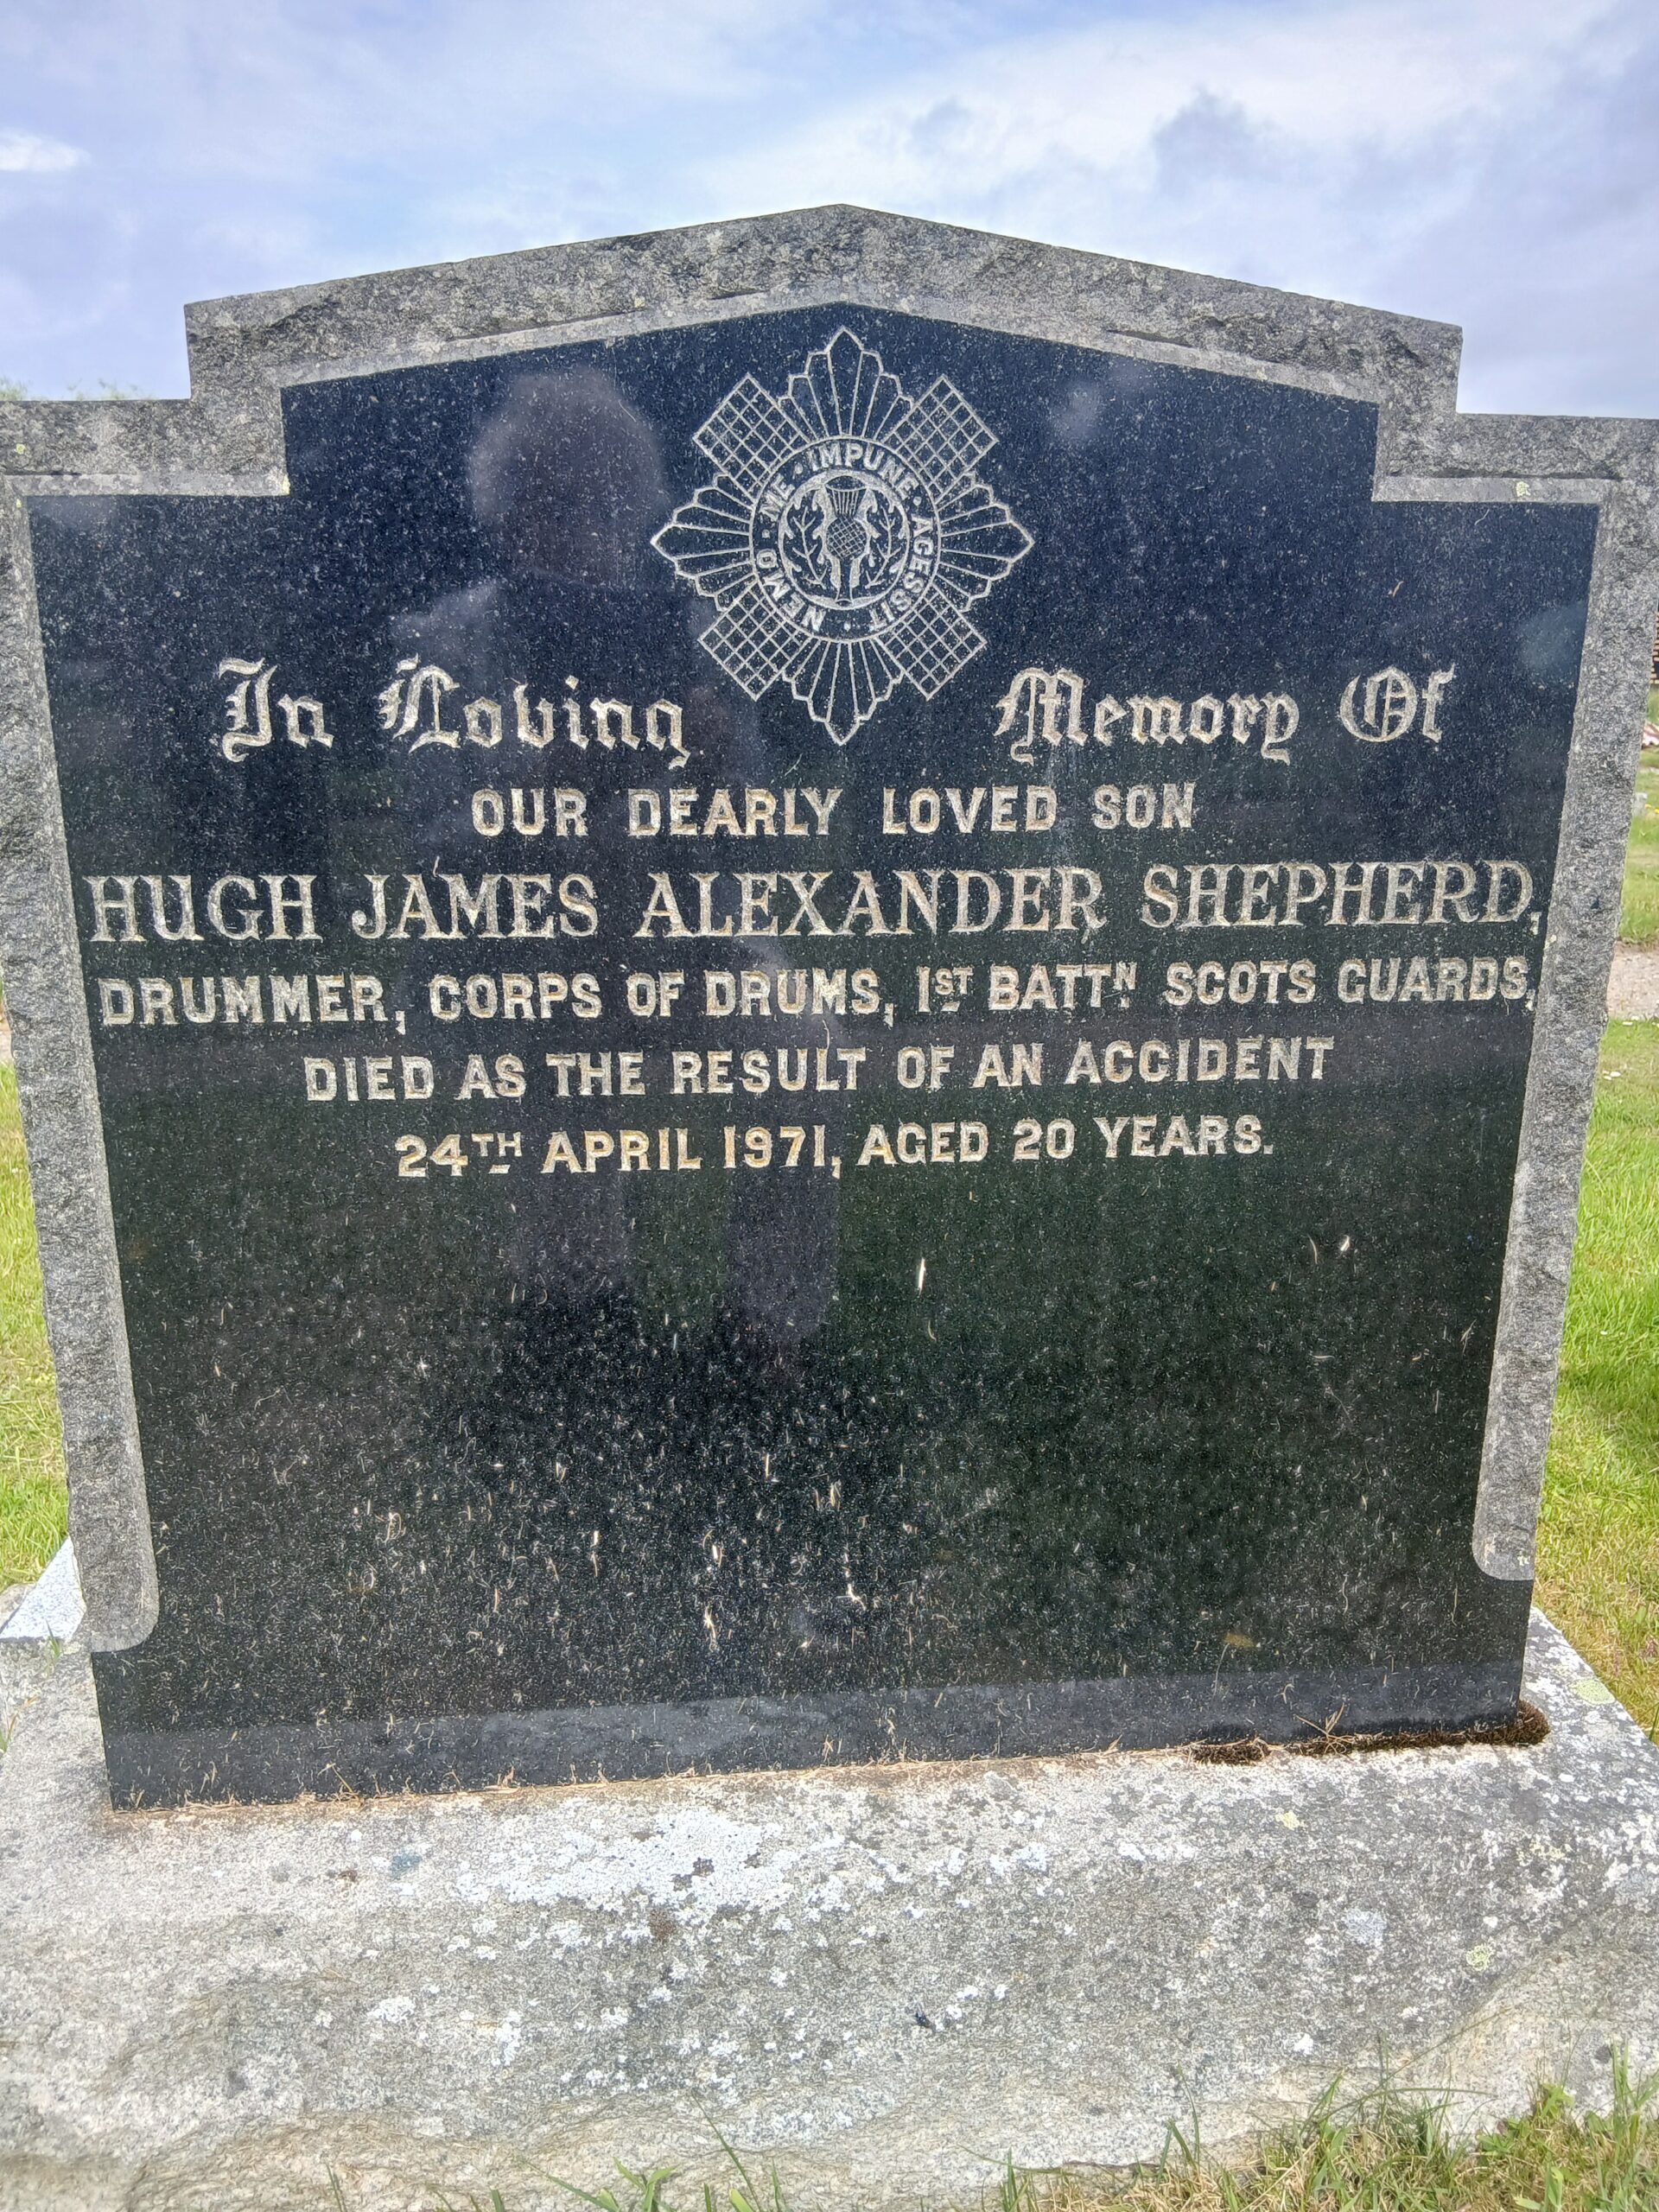 NEMO · ME · IMPUNE · LACESSIT ·
In Loving Memory Of
OUR DEARLY LOVED SON
HUGH JAMES ALEXANDER SHEPHERD,
DRUMMER, CORPS OF DRUMS, 1ST BATTN SCOTS GUARDS,
DIED AS THE RESULT OF AN ACCIDENT
24TH APRIL 1971, AGED 20 YEARS.